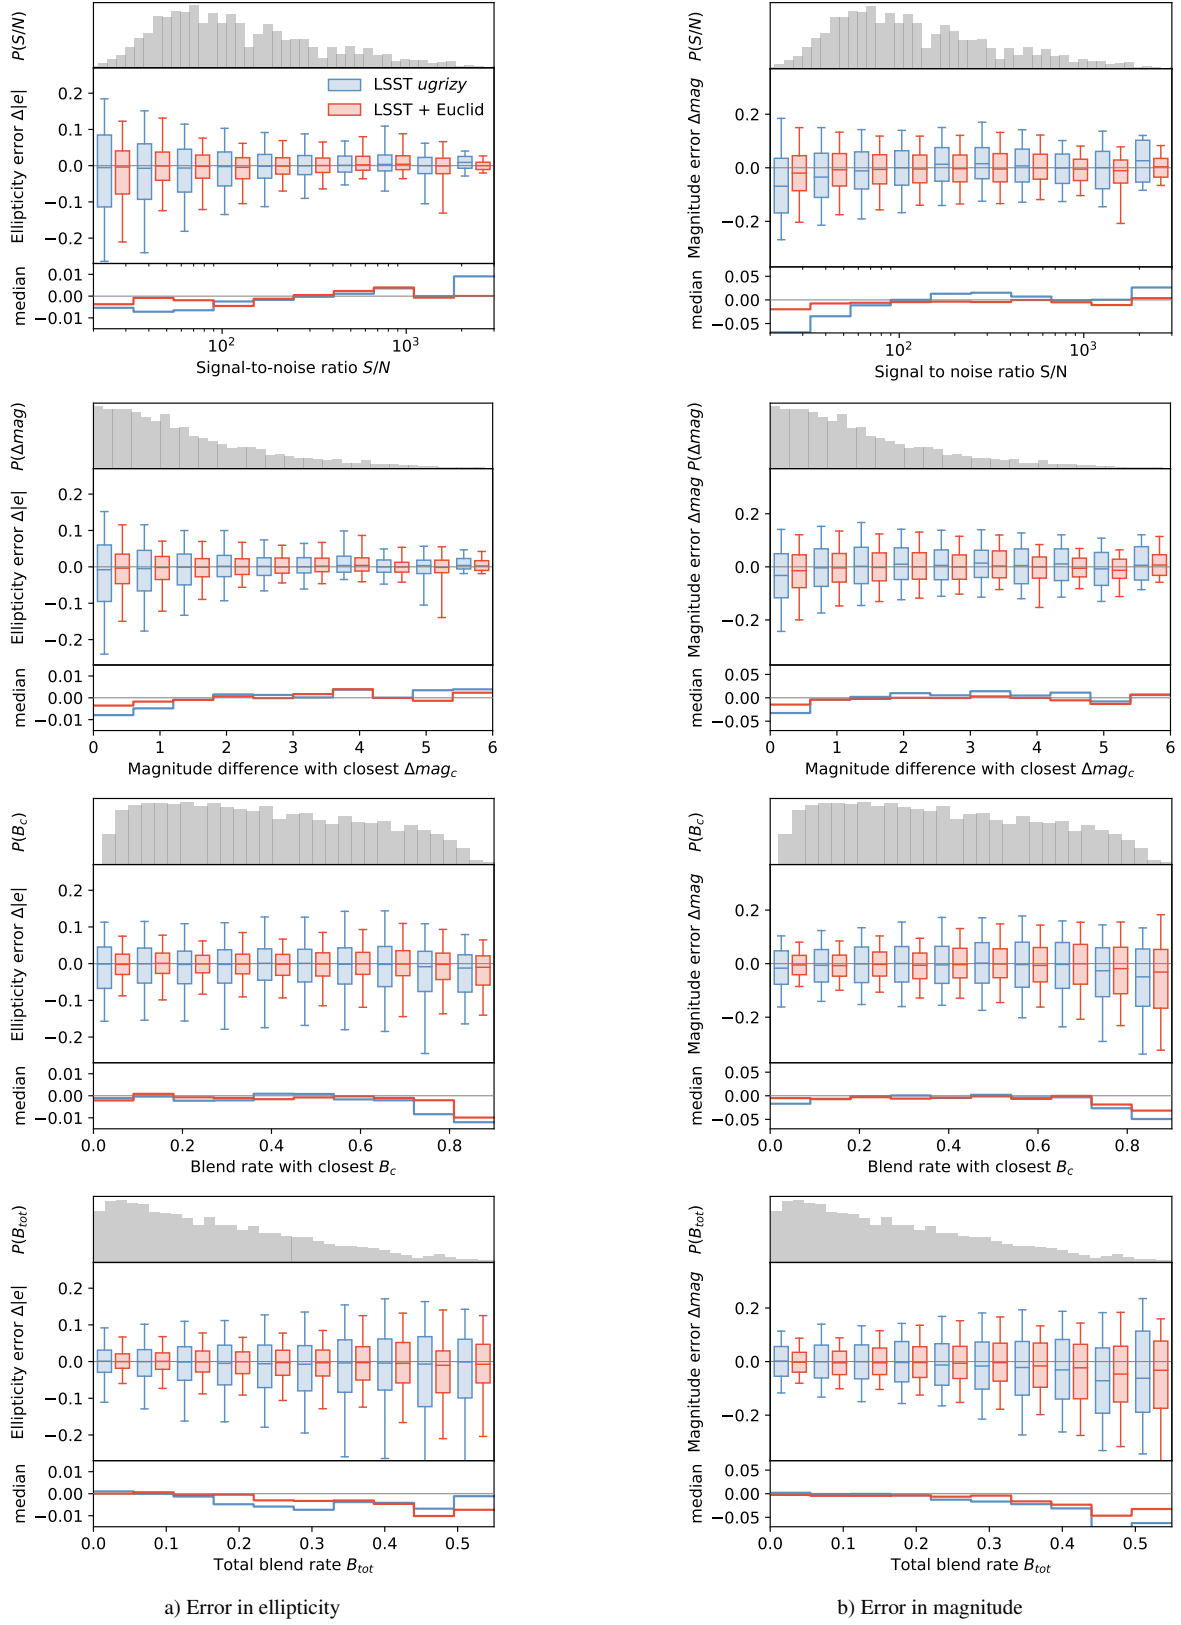 P(S/N)
Ellipticity error Δ|e|
0.2
0.1
0.0
−0.1
−0.2
LSST ugrizy
LSST + Euclid
median
0.01
0.00
−0.01
10²
10³
Signal-to-noise ratio S/N
P(S/N)
Magnitude error Δmag
0.2
0.0
−0.2
median
0.05
0.00
−0.05
10²
10³
Signal to noise ratio S/N
P(Δmag)
Ellipticity error Δ|e|
0.2
0.1
0.0
−0.1
−0.2
median
0.01
0.00
−0.01
0 1 2 3 4 5 6
Magnitude difference with closest Δmag_c
P(Δmag)
Magnitude error Δmag
0.2
0.0
−0.2
median
0.05
0.00
−0.05
0 1 2 3 4 5 6
Magnitude difference with closest Δmag_c
P(B_c)
Ellipticity error Δ|e|
0.2
0.1
0.0
−0.1
−0.2
median
0.01
0.00
−0.01
0.0 0.2 0.4 0.6 0.8
Blend rate with closest B_c
P(B_c)
Magnitude error Δmag
0.2
0.0
−0.2
median
0.05
0.00
−0.05
0.0 0.2 0.4 0.6 0.8
Blend rate with closest B_c
P(B_tot)
Ellipticity error Δ|e|
0.2
0.1
0.0
−0.1
−0.2
median
0.01
0.00
−0.01
0.0 0.1 0.2 0.3 0.4 0.5
Total blend rate B_tot
P(B_tot)
Magnitude error Δmag
0.2
0.0
−0.2
median
0.05
0.00
−0.05
0.0 0.1 0.2 0.3 0.4 0.5
Total blend rate B_tot
a) Error in ellipticity
b) Error in magnitude